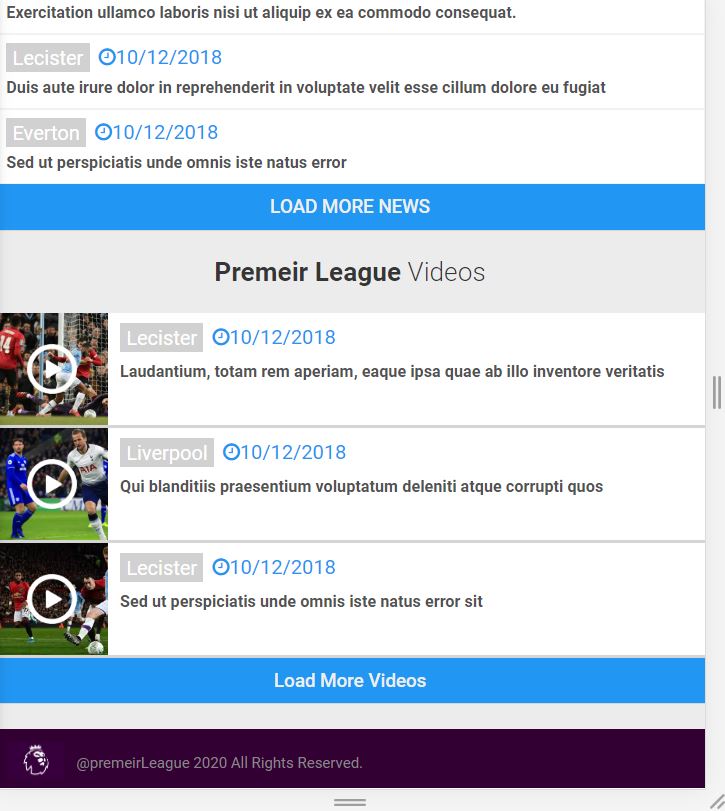 Exercitation ullamco laboris nisi ut aliquip ex ea commodo consequat.
Lecister 10/12/2018
Duis aute irure dolor in reprehenderit in voluptate velit esse cillum dolore eu fugiat
Everton 10/12/2018
Sed ut perspiciatis unde omnis iste natus error
LOAD MORE NEWS
Premeir League Videos
Lecister 10/12/2018
Laudantium, totam rem aperiam, eaque ipsa quae ab illo inventore veritatis
Liverpool 10/12/2018
Qui blanditiis praesentium voluptatum deleniti atque corrupti quos
Lecister 10/12/2018
Sed ut perspiciatis unde omnis iste natus error sit
Load More Videos
@premeirLeague 2020 All Rights Reserved.